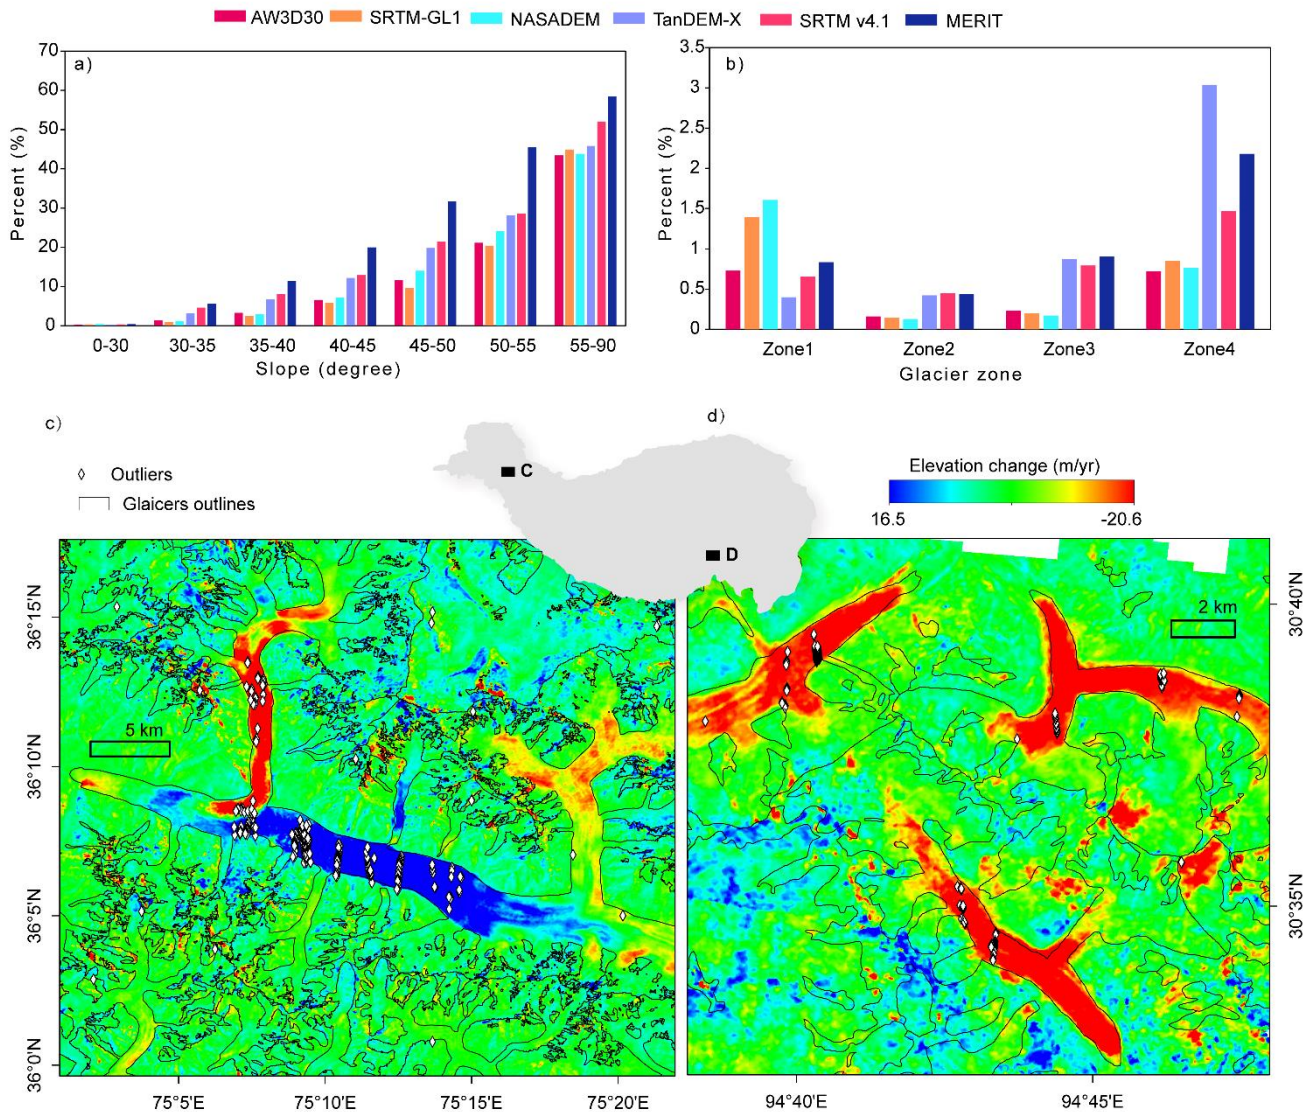 AW3D30 SRTM-GL1 NASADEM TanDEM-X SRTM v4.1 MERIT
a)
Percent (%)
70
60
50
40
30
20
10
0
0-30 30-35 35-40 40-45 45-50 50-55 55-90
Slope (degree)
b)
Percent (%)
3.5
3
2.5
2
1.5
1
0.5
0
Zone1 Zone2 Zone3 Zone4
Glacier zone
c)
Outliers
Glaicers outlines
C
D
d)
Elevation change (m/yr)
16.5 -20.6
36°15'N
36°10'N
36°5'N
36°0'N
5 km
75°5'E 75°10'E 75°15'E 75°20'E
2 km
30°40'N
30°35'N
94°40'E 94°45'E